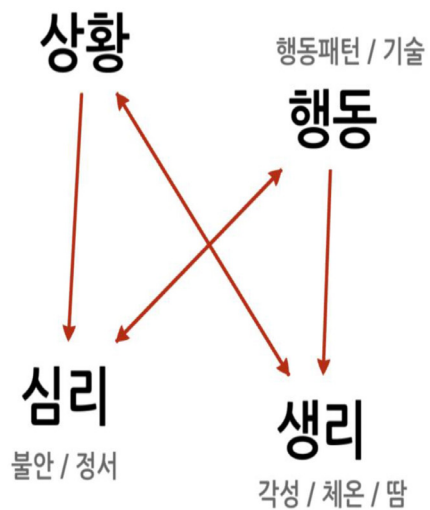 상황
행동패턴 / 기술
행동
심리
불안 / 정서
생리
각성 / 체온 / 땀